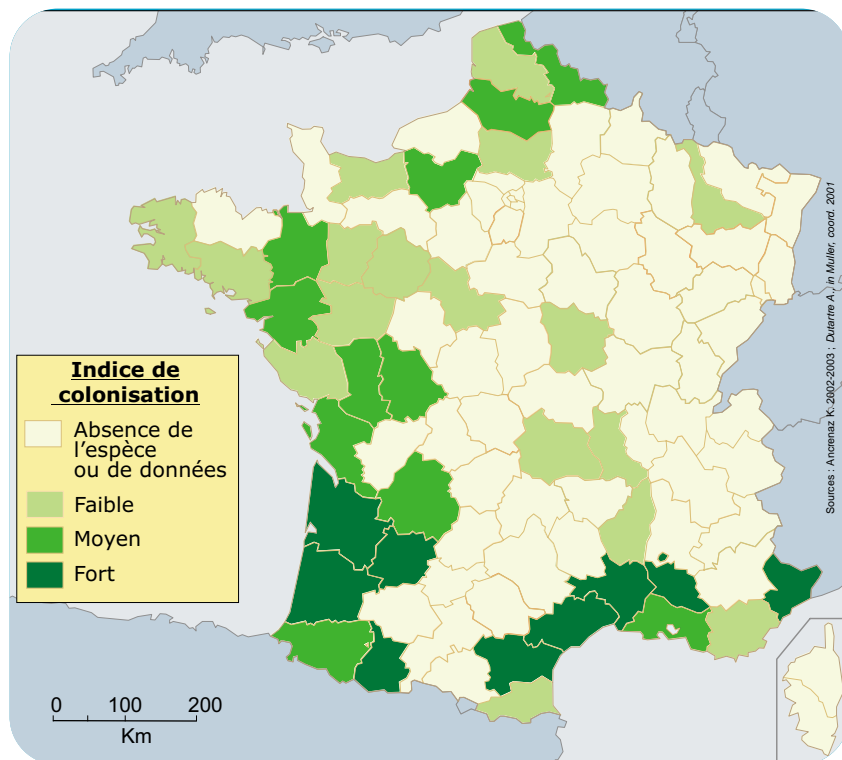 Indice de
colonisation
Absence de
l'espèce
ou de données
Faible
Moyen
Fort
0 100 200
Km
Sources : Ancrenaz K. 2002-2003 ; Dutartre A., in Muller, coord. 2001